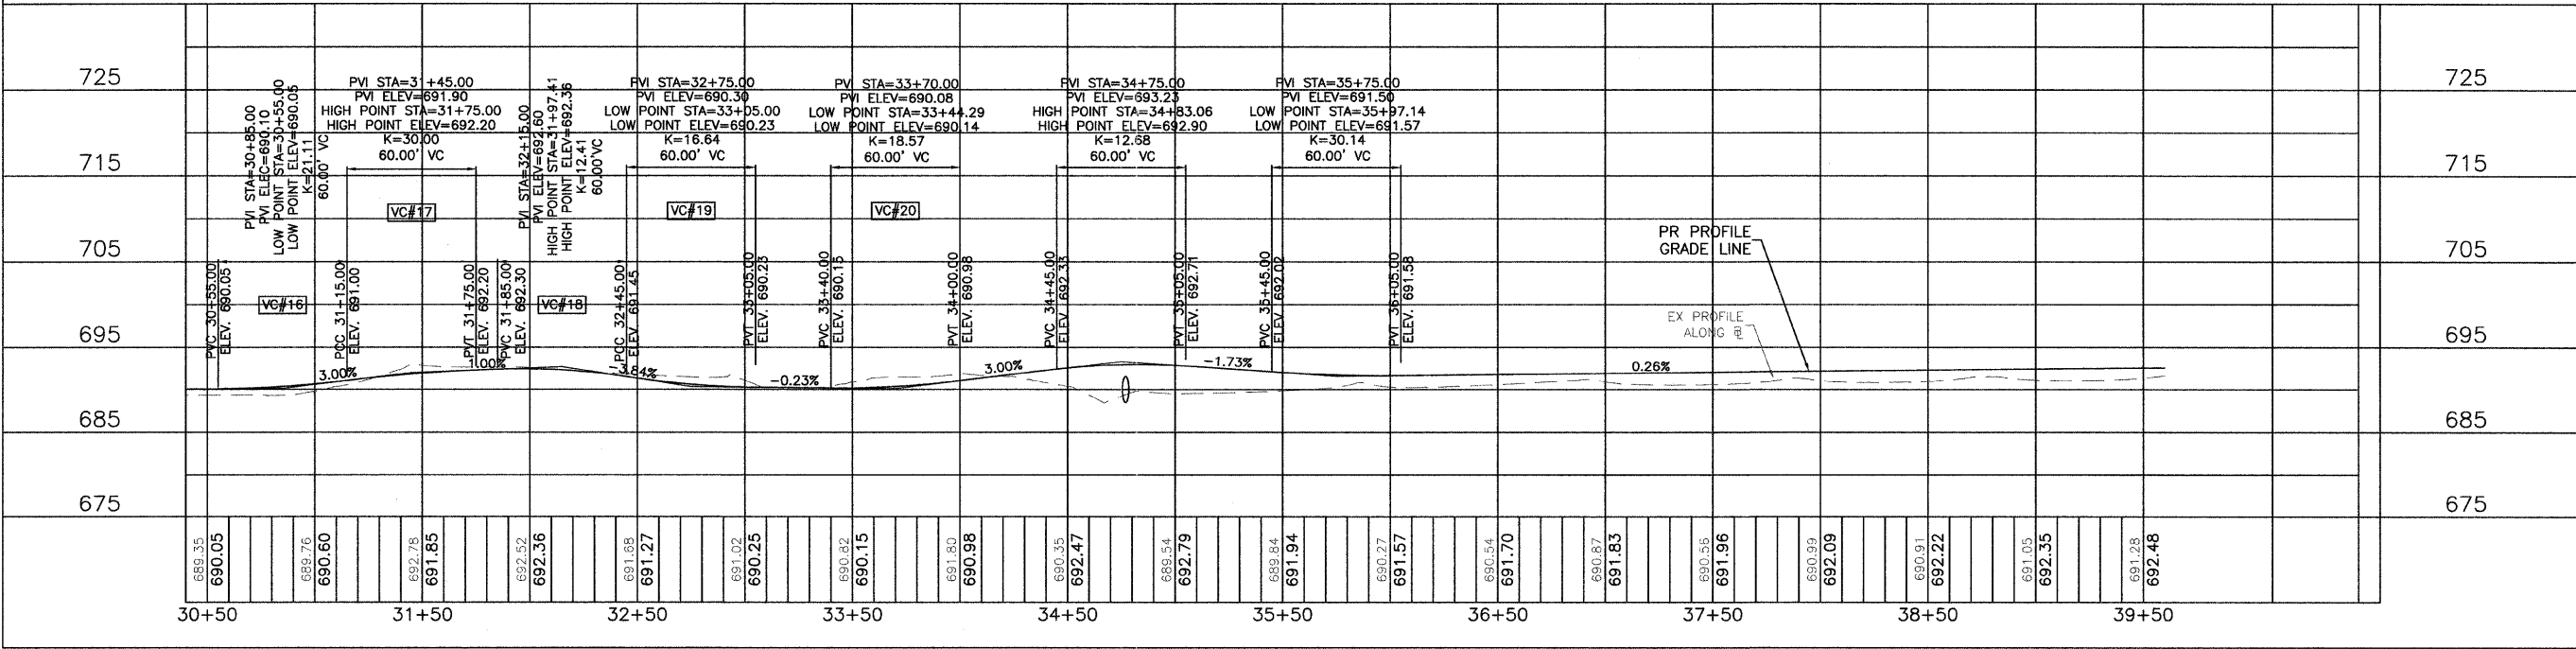 725
715
705
695
685
675
PVI STA=30+85.00
PVI ELEC=690.10
LOW POINT STA=30+55.00
LOW POINT ELEV=690.05
K=21.11
60.00' VC
PVI STA=31+45.00
PVI ELEV=691.90
HIGH POINT STA=31+75.00
HIGH POINT ELEV=692.20
K=30.00
60.00' VC
PVI STA=32+15.00
PVI ELEV=692.60
HIGH POINT STA=31+97.41
HIGH POINT ELEV=692.36
K=12.41
60.00'VC
PVI STA=32+75.00
PVI ELEV=690.30
LOW POINT STA=33+05.00
LOW POINT ELEV=690.23
K=16.64
60.00' VC
PVI STA=33+70.00
PVI ELEV=690.08
LOW POINT STA=33+44.29
LOW POINT ELEV=690.14
K=18.57
60.00' VC
PVI STA=34+75.00
PVI ELEV=693.23
HIGH POINT STA=34+83.06
HIGH POINT ELEV=692.90
K=12.68
60.00' VC
PVI STA=35+75.00
PVI ELEV=691.50
LOW POINT STA=35+97.14
LOW POINT ELEV=691.57
K=30.14
60.00' VC
VC#17
VC#19
VC#20
VC#16
VC#18
PVC 30+55.00
ELEV. 690.05
PCC 31+15.00
ELEV. 691.00
PVT 31+75.00
ELEV. 692.20
PVC 31+85.00
ELEV. 692.30
PCC 32+45.00
ELEV. 691.45
PVT 33+05.00
ELEV. 690.23
PVC 33+40.00
ELEV. 690.15
PVT 34+00.00
ELEV. 690.98
PVC 34+45.00
ELEV. 692.33
PVT 35+05.00
ELEV. 692.71
PVC 35+45.00
ELEV. 692.02
PVT 36+05.00
ELEV. 691.58
PR PROFILE
GRADE LINE
EX PROFILE
ALONG
3.00%
1.00%
-3.84%
-0.23%
3.00%
-1.73%
0.26%
725
715
705
695
685
675
689.35
690.05
689.76
690.60
692.78
691.85
692.52
692.36
691.68
691.27
691.02
690.25
690.82
690.15
691.80
690.98
690.35
692.47
689.54
692.79
689.84
691.94
690.27
691.57
690.54
691.70
690.87
691.83
690.56
691.96
690.99
692.09
690.91
692.22
691.05
692.35
691.28
692.48
30+50
31+50
32+50
33+50
34+50
35+50
36+50
37+50
38+50
39+50